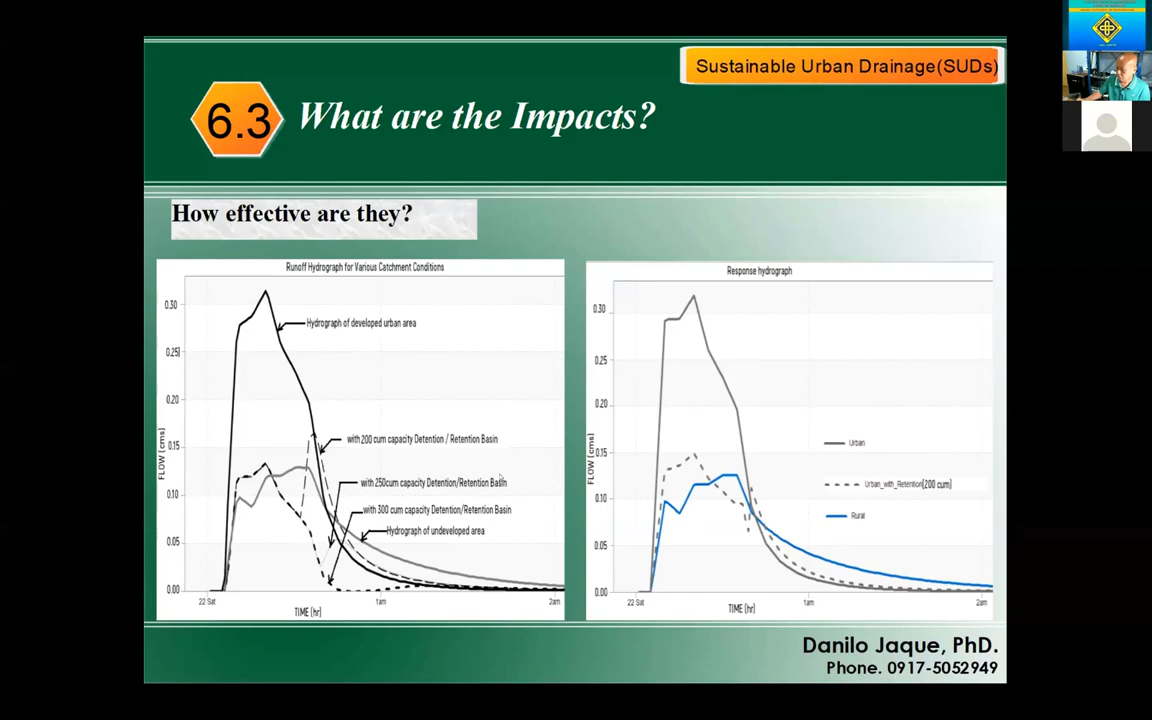 Sustainable Urban Drainage(SUDs)
6.3
What are the Impacts?
How effective are they?
Runoff Hydrograph for Various Catchment Conditions
0.30
0.25
0.20
0.15
0.10
0.05
0.00
FLOW (cms)
Hydrograph of developed urban area
with 200 cum capacity Detention / Retention Basin
with 250cum capacity Detention/Retention Basin
with 300 cum capacity Detention/Retention Basin
Hydrograph of undeveloped area
22 Sat
1am
2am
TIME (hr)
Response hydrograph
0.30
0.25
0.20
0.15
0.10
0.05
0.00
FLOW (cms)
Urban
Urban_with_Retention(200 cum)
Rural
22 Sat
1am
2am
TIME (hr)
Danilo Jaque, PhD.
Phone. 0917-5052949